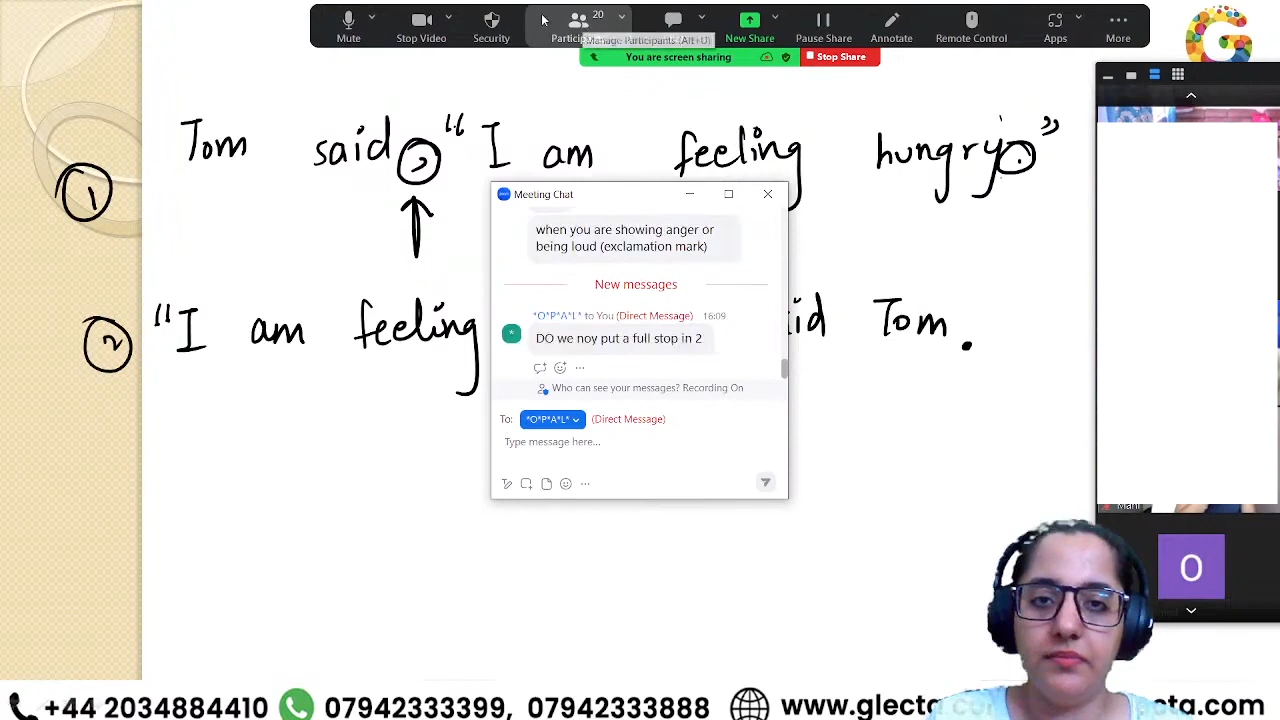 20
Mute Stop Video Security Participants New Share Pause Share Annotate Remote Control Apps More
Manage Participants (Alt+U)
You are screen sharing Stop Share
Tom said, "I am feeling hungry."
1
Meeting Chat
when you are showing anger or
being loud (exclamation mark)
New messages
*O*P*A*L* to You (Direct Message) 16:09
DO we noy put a full stop in 2
Who can see your messages? Recording On
To: *O*P*A*L* (Direct Message)
Type message here...
2 "I am feeling Tom.
Mahi
O
+44 2034884410 07942333399, 07942333888 www.glecta